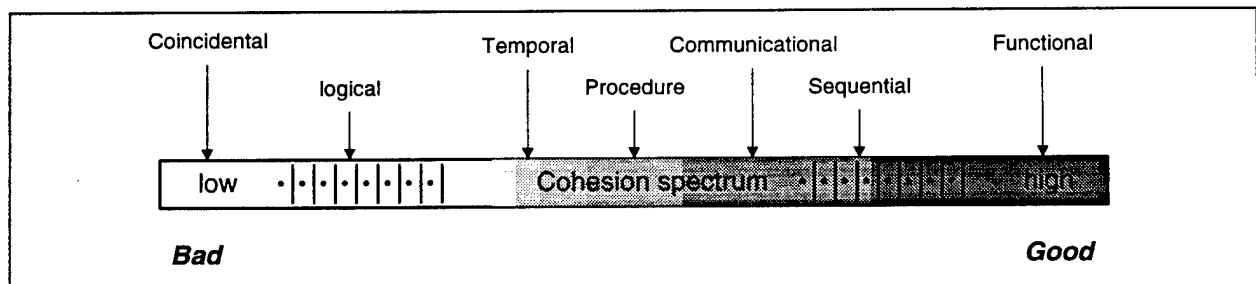 Coincidental Temporal Communicational Functional
logical Procedure Sequential
low Cohesion spectrum high
Bad Good